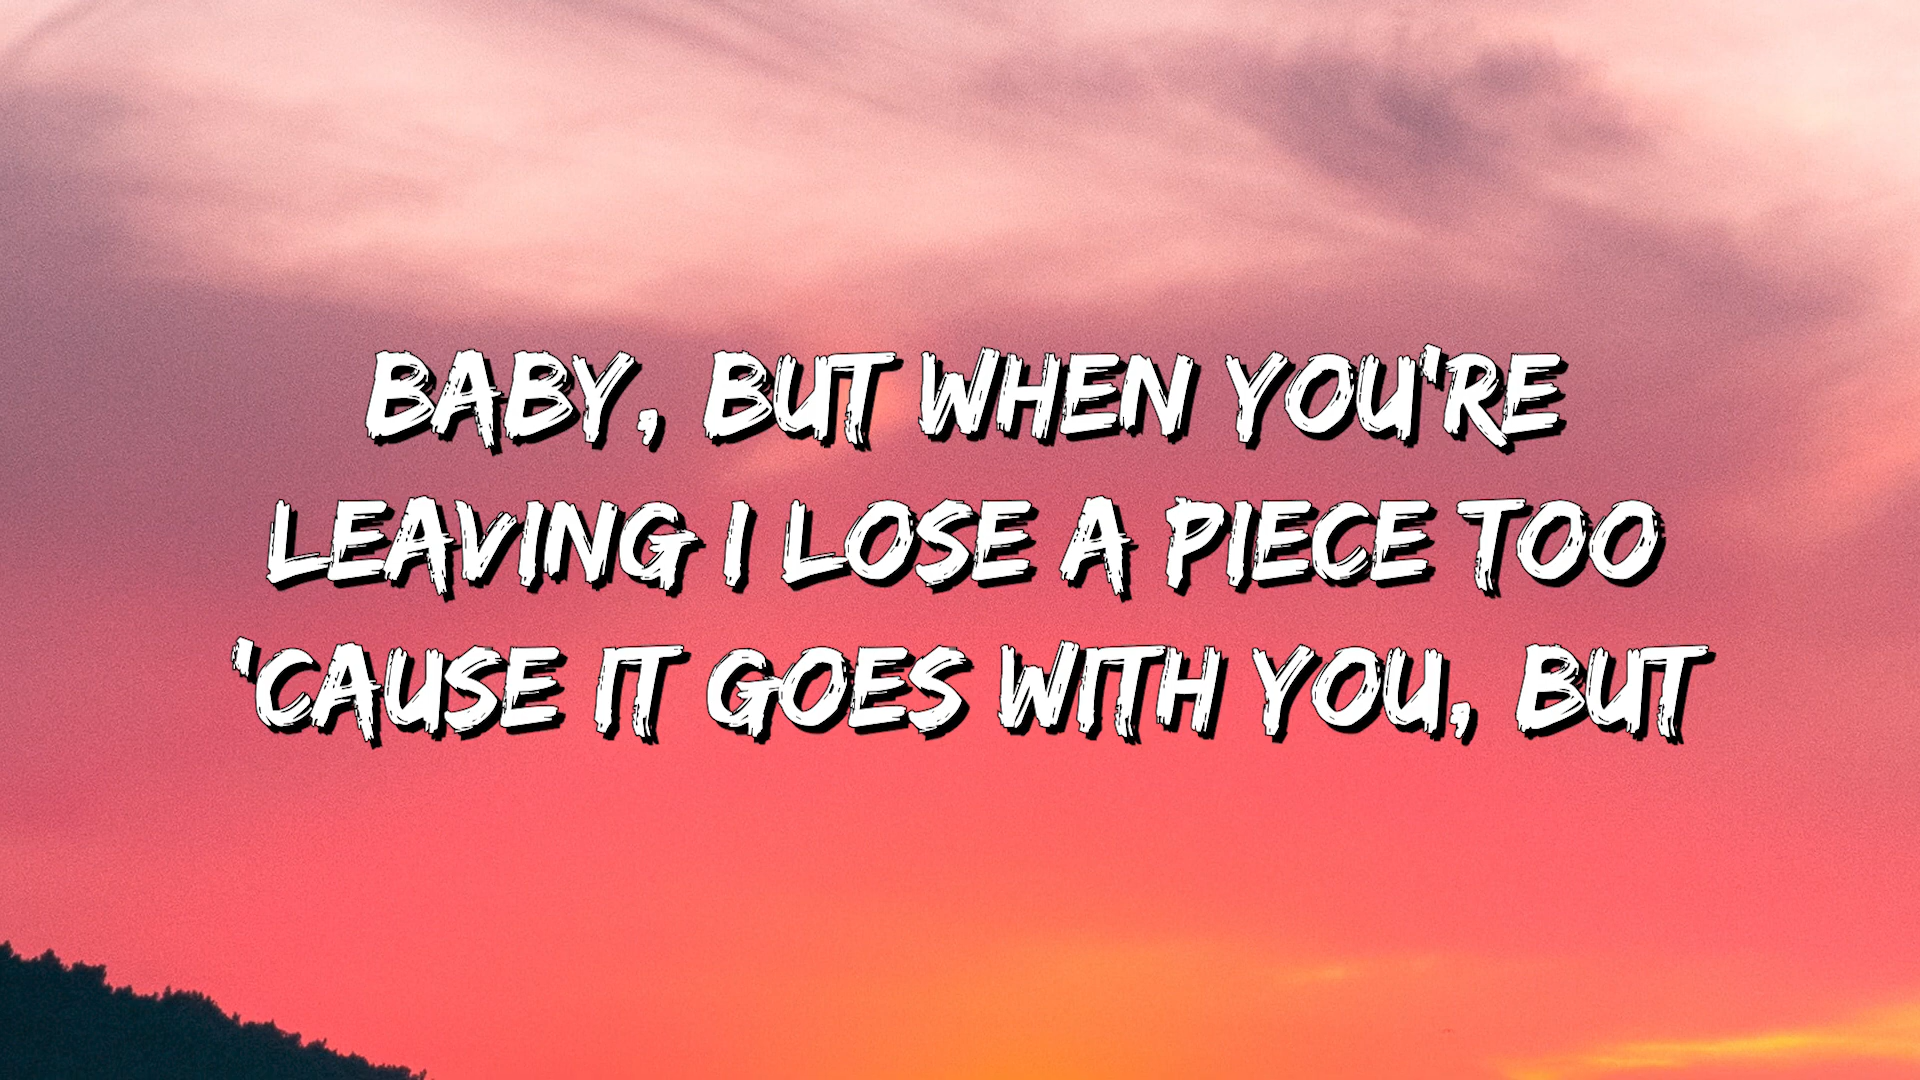 BABY, BUT WHEN YOU'RE
LEAVING I LOSE A PIECE TOO
'CAUSE IT GOES WITH YOU, BUT